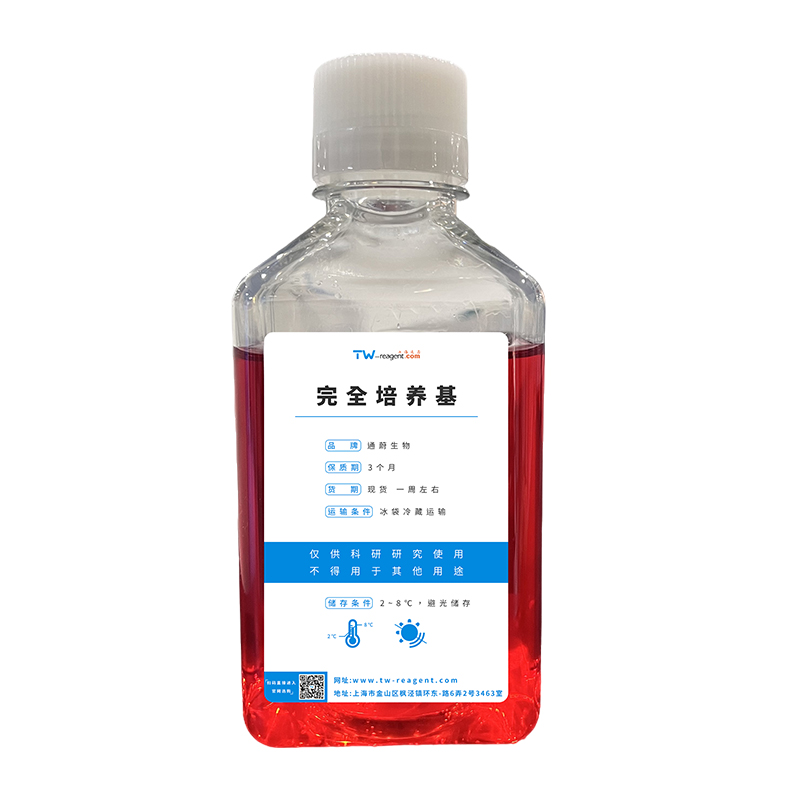 TW-reagent.com
完全培养基
品牌 通蔚生物
保质期 3个月
货期 现货 一周左右
运输条件 冰袋冷藏运输
仅供科研研究使用
不得用于其他用途
储存条件 2~8℃，避光储存
8℃
2℃
官网选购
网址:www.tw-reagent.com
地址:上海市金山区枫泾镇环东一路6弄2号3463室